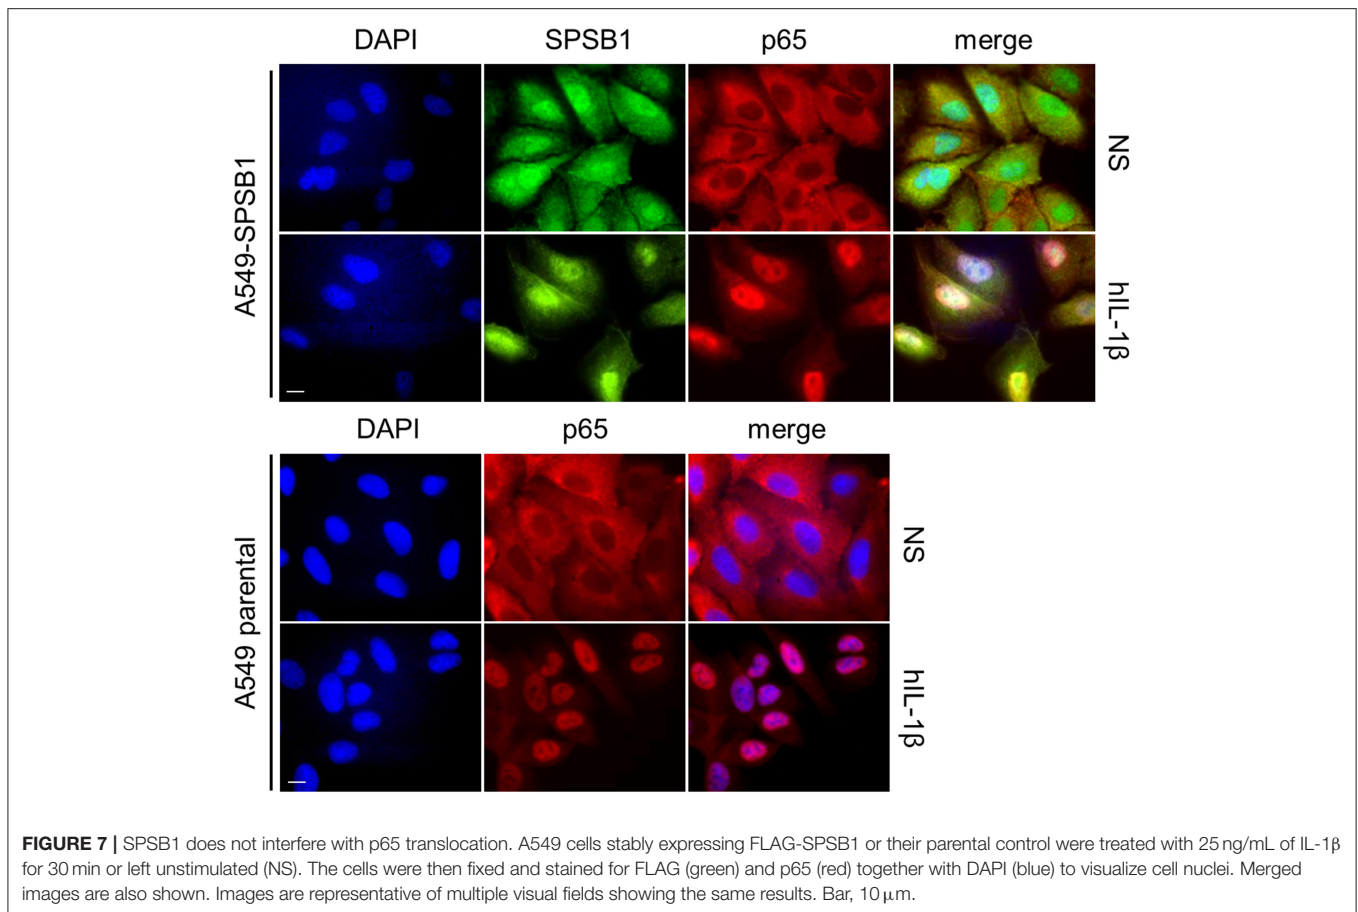 DAPI SPSB1 p65 merge
A549-SPSB1
NS
hIL-1β
DAPI p65 merge
A549 parental
NS
hIL-1β
FIGURE 7 | SPSB1 does not interfere with p65 translocation. A549 cells stably expressing FLAG-SPSB1 or their parental control were treated with 25 ng/mL of IL-1β
for 30 min or left unstimulated (NS). The cells were then fixed and stained for FLAG (green) and p65 (red) together with DAPI (blue) to visualize cell nuclei. Merged
images are also shown. Images are representative of multiple visual fields showing the same results. Bar, 10 μm.